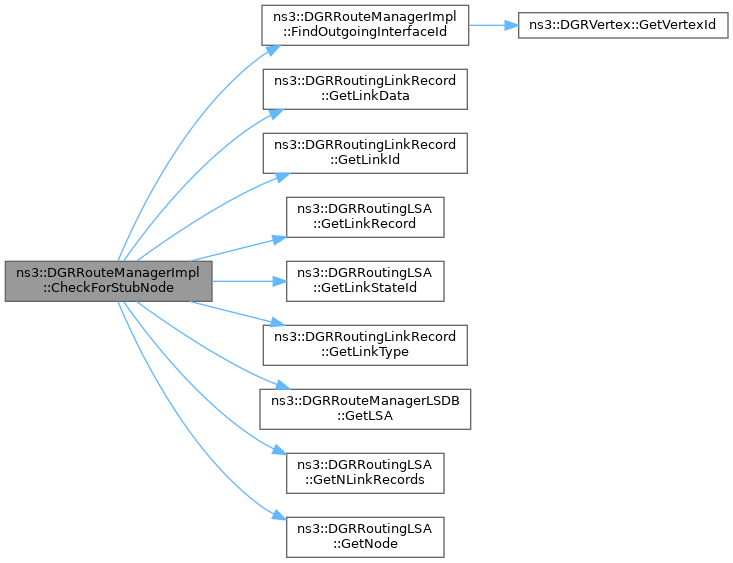 ns3::DGRRouteManagerImpl
::FindOutgoingInterfaceId
ns3::DGRVertex::GetVertexId
ns3::DGRRoutingLinkRecord
::GetLinkData
ns3::DGRRoutingLinkRecord
::GetLinkId
ns3::DGRRoutingLSA
::GetLinkRecord
ns3::DGRRouteManagerImpl
::CheckForStubNode
ns3::DGRRoutingLSA
::GetLinkStateId
ns3::DGRRoutingLinkRecord
::GetLinkType
ns3::DGRRouteManagerLSDB
::GetLSA
ns3::DGRRoutingLSA
::GetNLinkRecords
ns3::DGRRoutingLSA
::GetNode